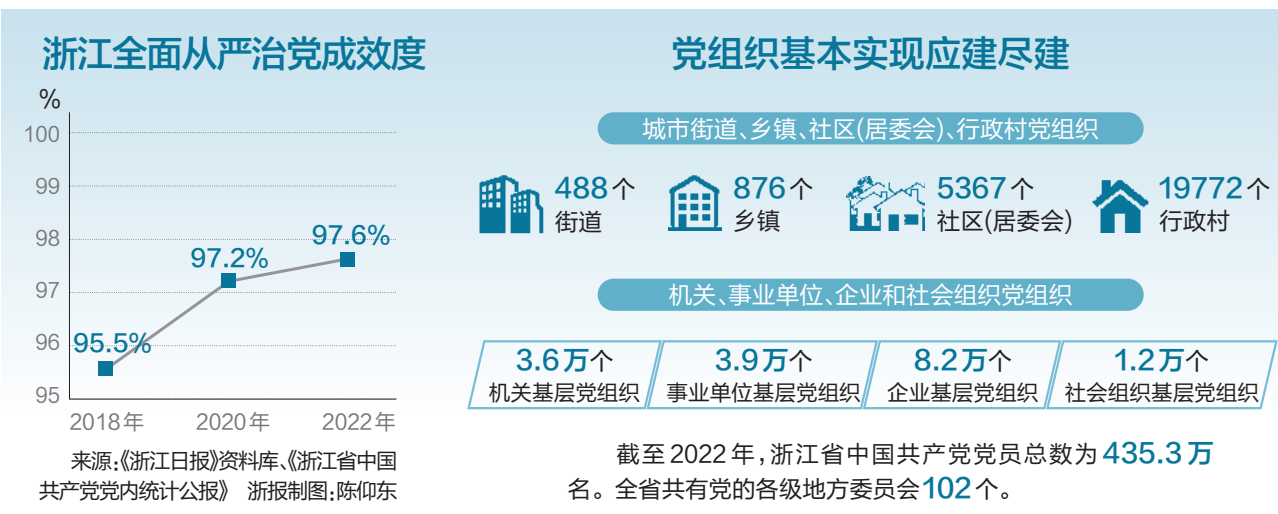 浙江全面从严治党成效度
%
100
99
98
97
96
95
95.5%
97.2%
97.6%
2018年
2020年
2022年
来源:《浙江日报》资料库、《浙江省中国
共产党党内统计公报》 浙报制图:陈仰东
党组织基本实现应建尽建
城市街道、乡镇、社区(居委会)、行政村党组织
488个
街道
876个
乡镇
5367个
社区(居委会)
19772个
行政村
机关、事业单位、企业和社会组织党组织
3.6万个
机关基层党组织
3.9万个
事业单位基层党组织
8.2万个
企业基层党组织
1.2万个
社会组织基层党组织
截至2022年,浙江省中国共产党党员总数为435.3万
名。全省共有党的各级地方委员会102个。